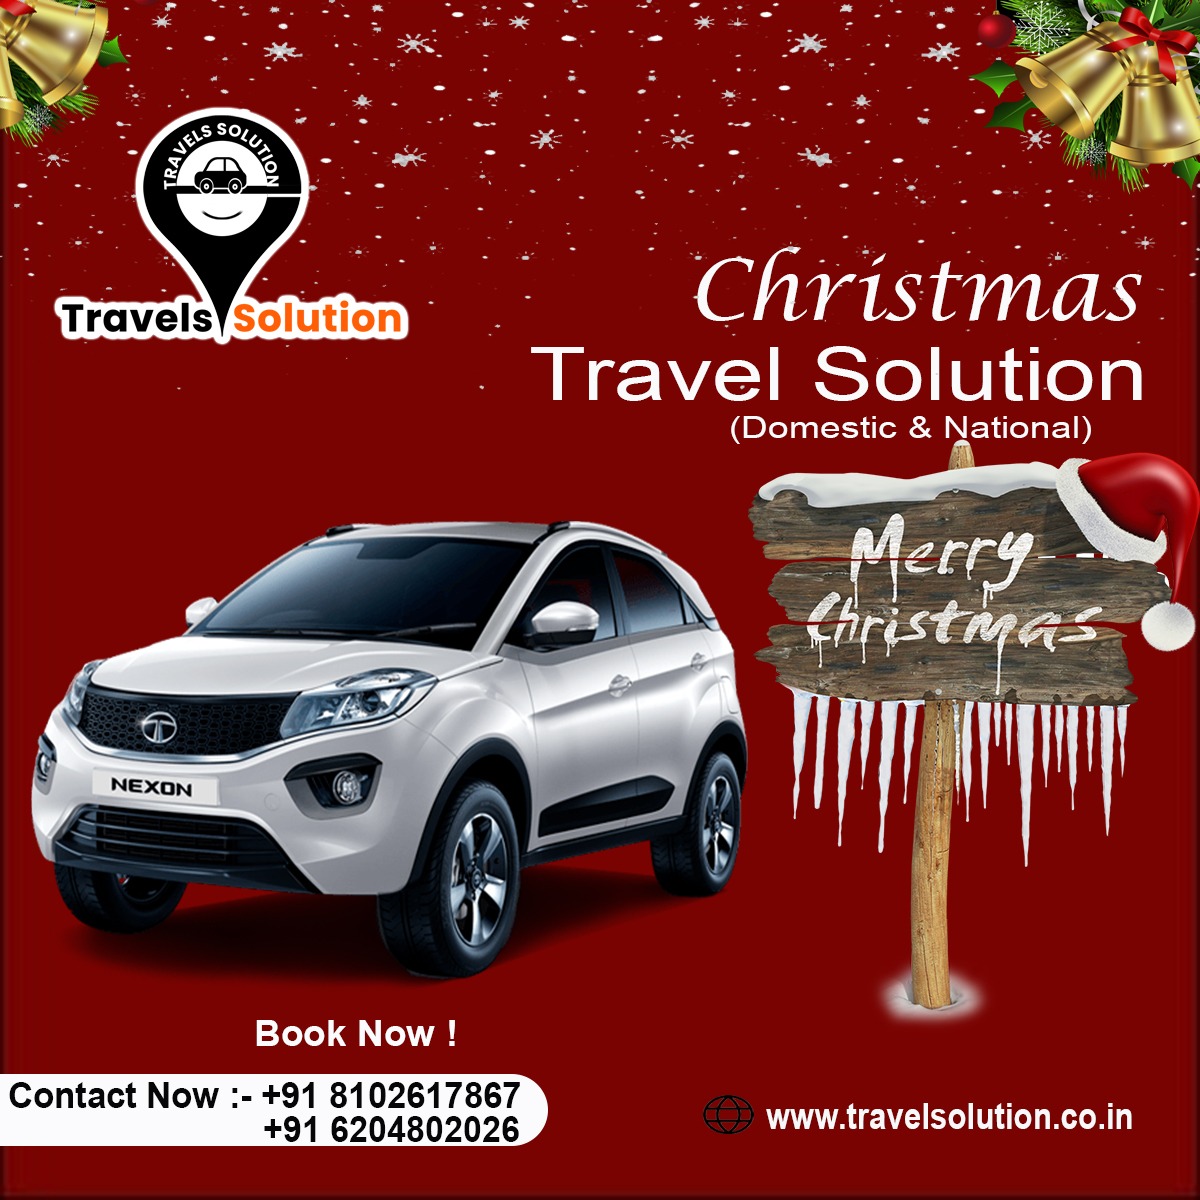 TRAVELS SOLUTION
Travels Solution
Christmas
Travel Solution
(Domestic & National)
Merry
Christmas
NEXON
Book Now !
Contact Now :- +91 8102617867
+91 6204802026
www.travelsolution.co.in